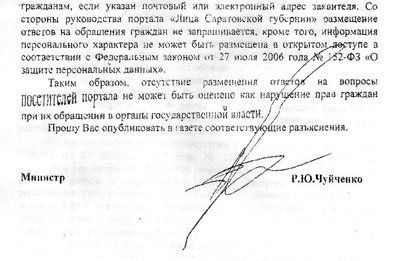 гражданам, если указан почтовый или электронный адрес заявителя. Со
стороны руководства портала «Лица Саратовской губернии» размещение
ответов на обращения граждан не запрашивается, кроме того, информация
персонального характера не может быть размещена в открытом доступе в
соответствии с Федеральным законом от 27 июля 2006 года № 152-ФЗ «О
защите персональных данных».
Таким образом, отсутствие размещения ответов на вопросы
посетителей портала не может быть оценено как нарушение прав граждан
при их обращении в органы государственной власти.
Прошу Вас опубликовать в газете соответствующие разъяснения.
Министр Р.Ю.Чуйченко